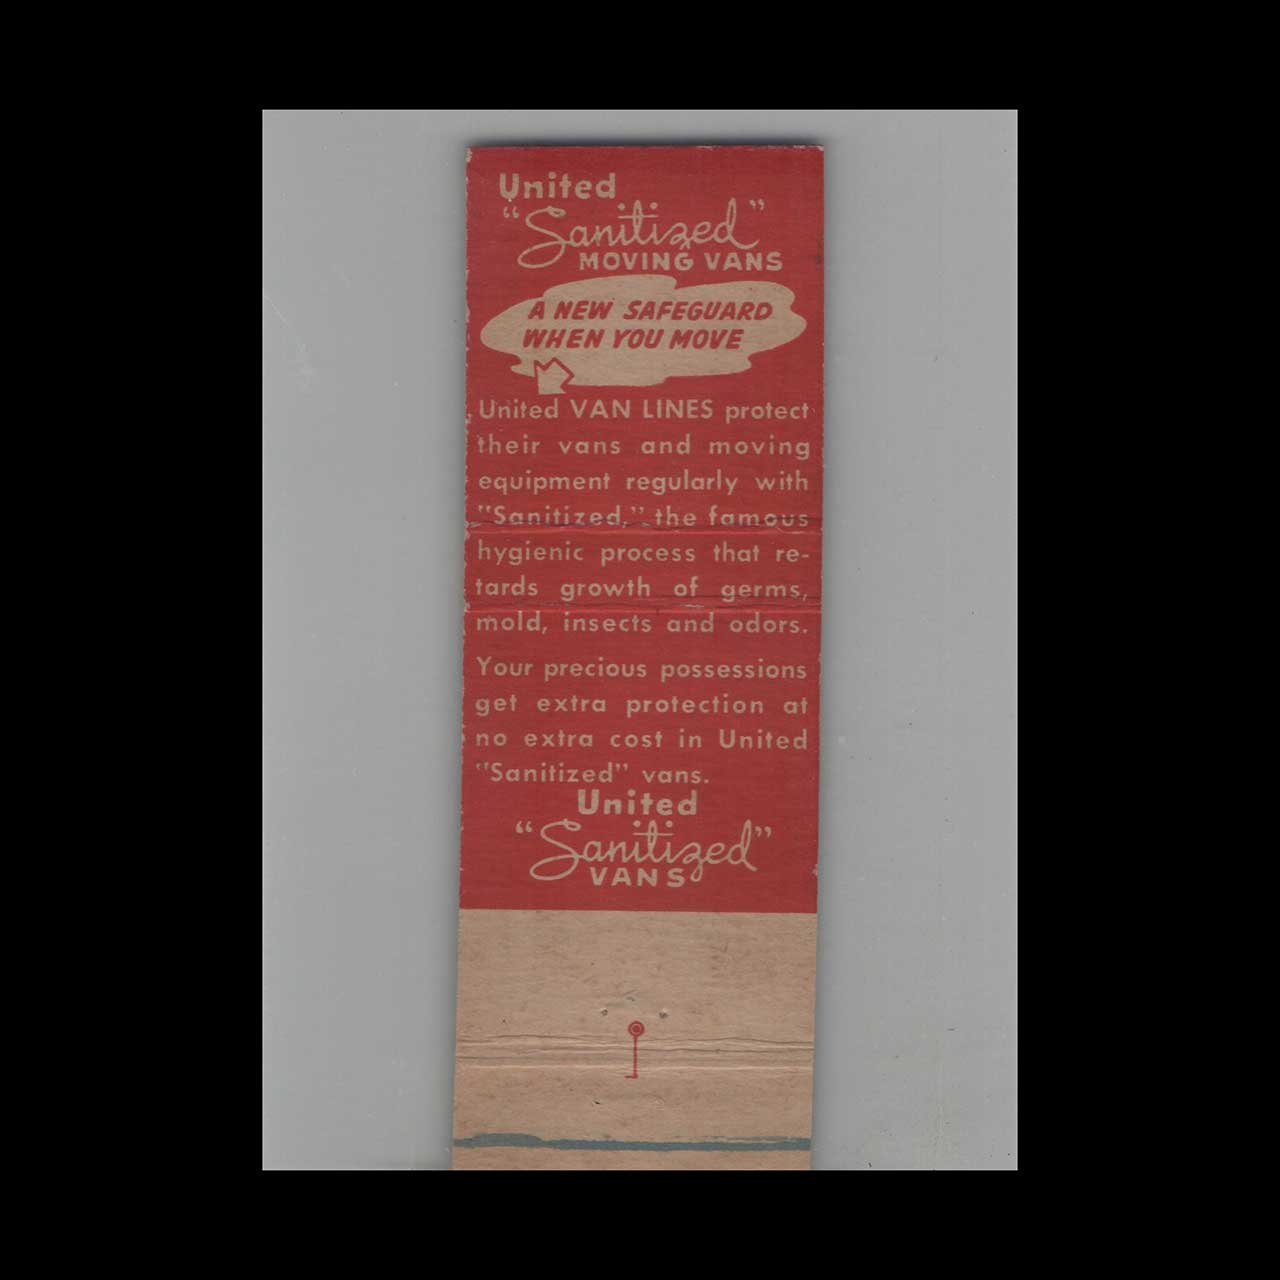 United
“Sanitized”
MOVING VANS
A NEW SAFEGUARD
WHEN YOU MOVE
United VAN LINES protect
their vans and moving
equipment regularly with
"Sanitized," the famous
hygienic process that re-
tards growth of germs,
mold, insects and odors.
Your precious possessions
get extra protection at
no extra cost in United
"Sanitized" vans.
United
“Sanitized”
VANS